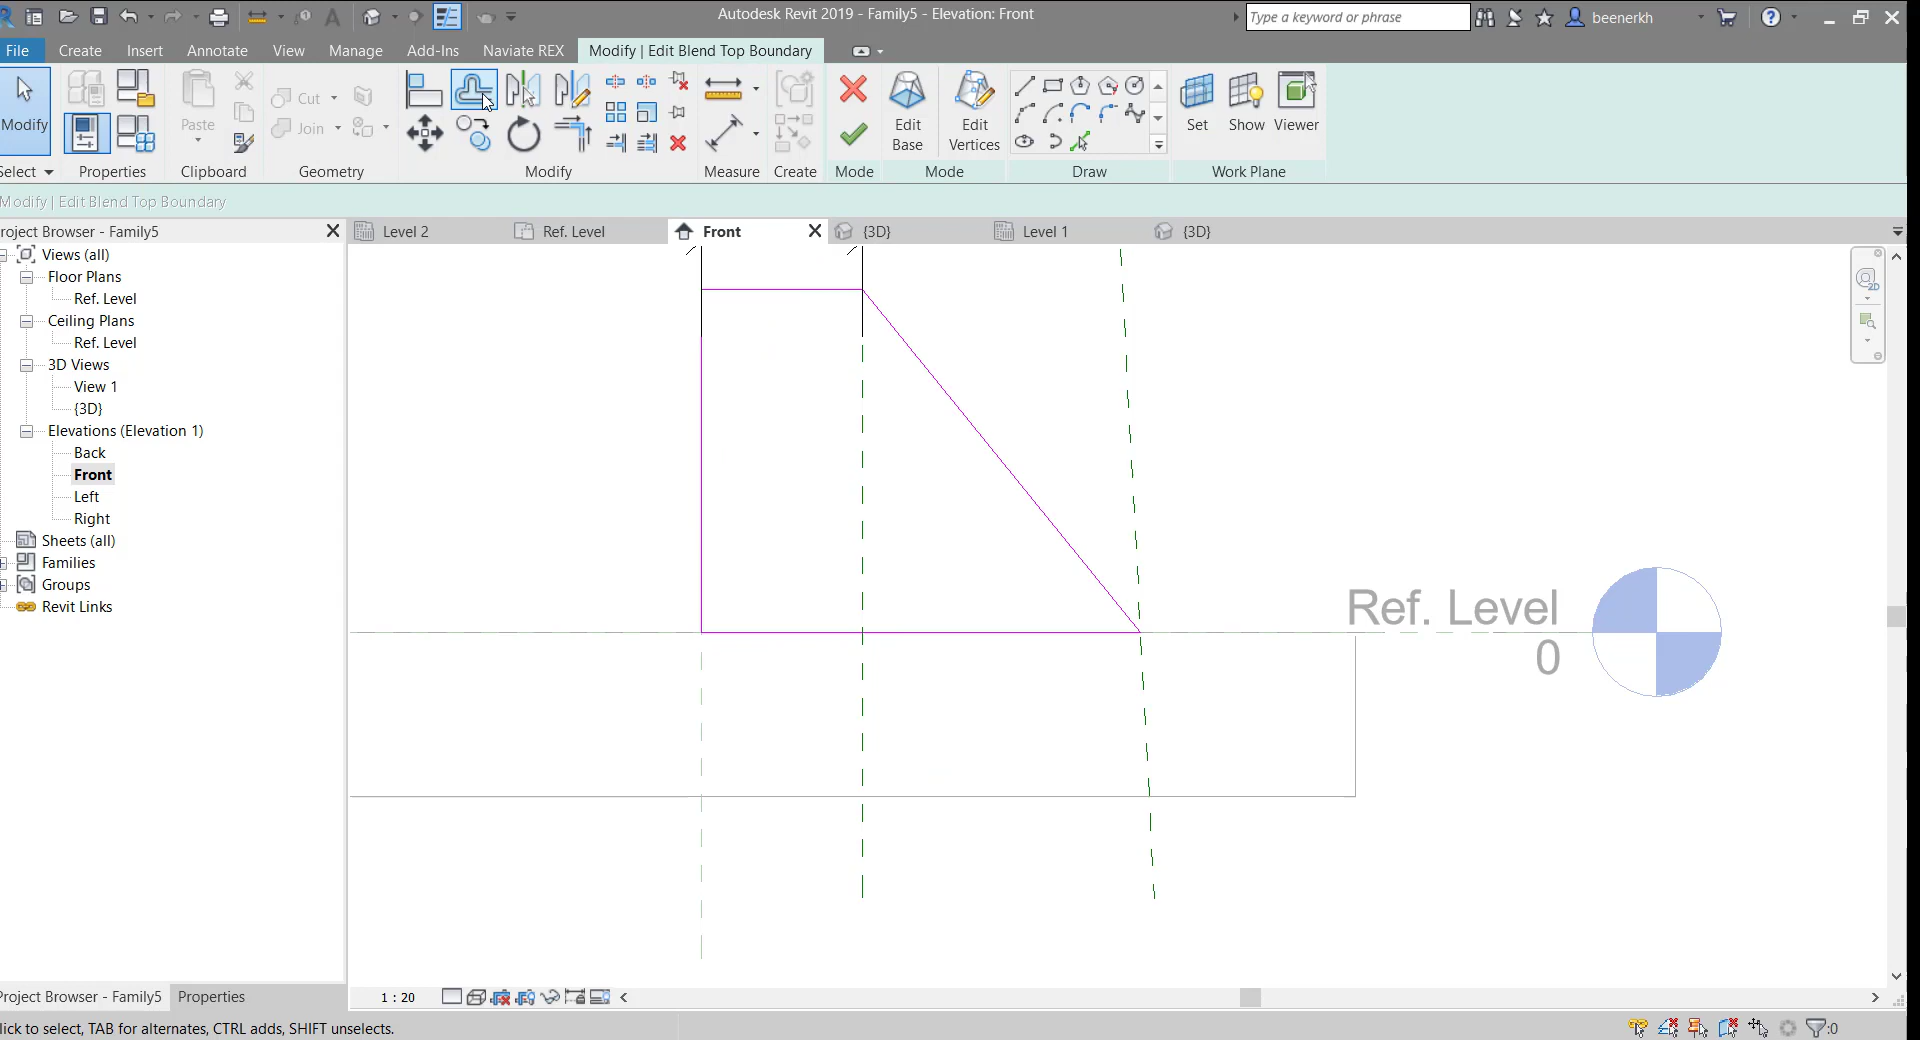 Autodesk Revit 2019 - Family5 - Elevation: Front
Type a keyword or phrase
beenerkh
File
Create
Insert
Annotate
View
Manage
Add-Ins
Naviate REX
Modify | Edit Blend Top Boundary
Modify
Paste
Cut
Join
Edit
Base
Edit
Vertices
Set
Show
Viewer
Select
Properties
Clipboard
Geometry
Modify
Measure
Create
Mode
Mode
Draw
Work Plane
Modify | Edit Blend Top Boundary
roject Browser - Family5
Level 2
Ref. Level
Front
{3D}
Level 1
{3D}
Views (all)
Floor Plans
Ref. Level
Ceiling Plans
Ref. Level
3D Views
View 1
{3D}
Elevations (Elevation 1)
Back
Front
Left
Right
Sheets (all)
Families
Groups
Revit Links
Ref. Level
0
2D
Project Browser - Family5
Properties
1 : 20
lick to select, TAB for alternates, CTRL adds, SHIFT unselects.
:0